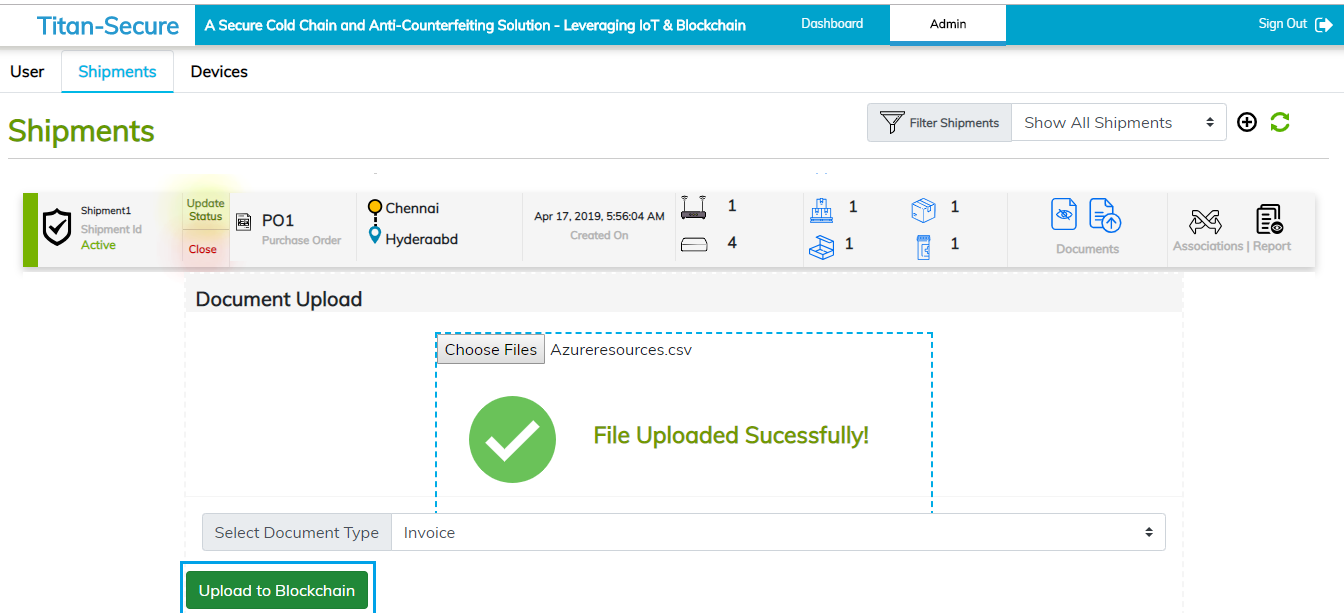 Titan-Secure A Secure Cold Chain and Anti-Counterfeiting Solution - Leveraging IoT & Blockchain Dashboard Admin Sign Out
User Shipments Devices
Shipments
Filter Shipments Show All Shipments
Shipment1
Shipment Id
Active
Update
Status
Close
PO1
Purchase Order
Chennai
Hyderaabd
Apr 17, 2019, 5:56:04 AM
Created On
1
4
1
1
1
1
Documents
Associations | Report
Document Upload
Choose Files Azureresources.csv
File Uploaded Sucessfully!
Select Document Type Invoice
Upload to Blockchain